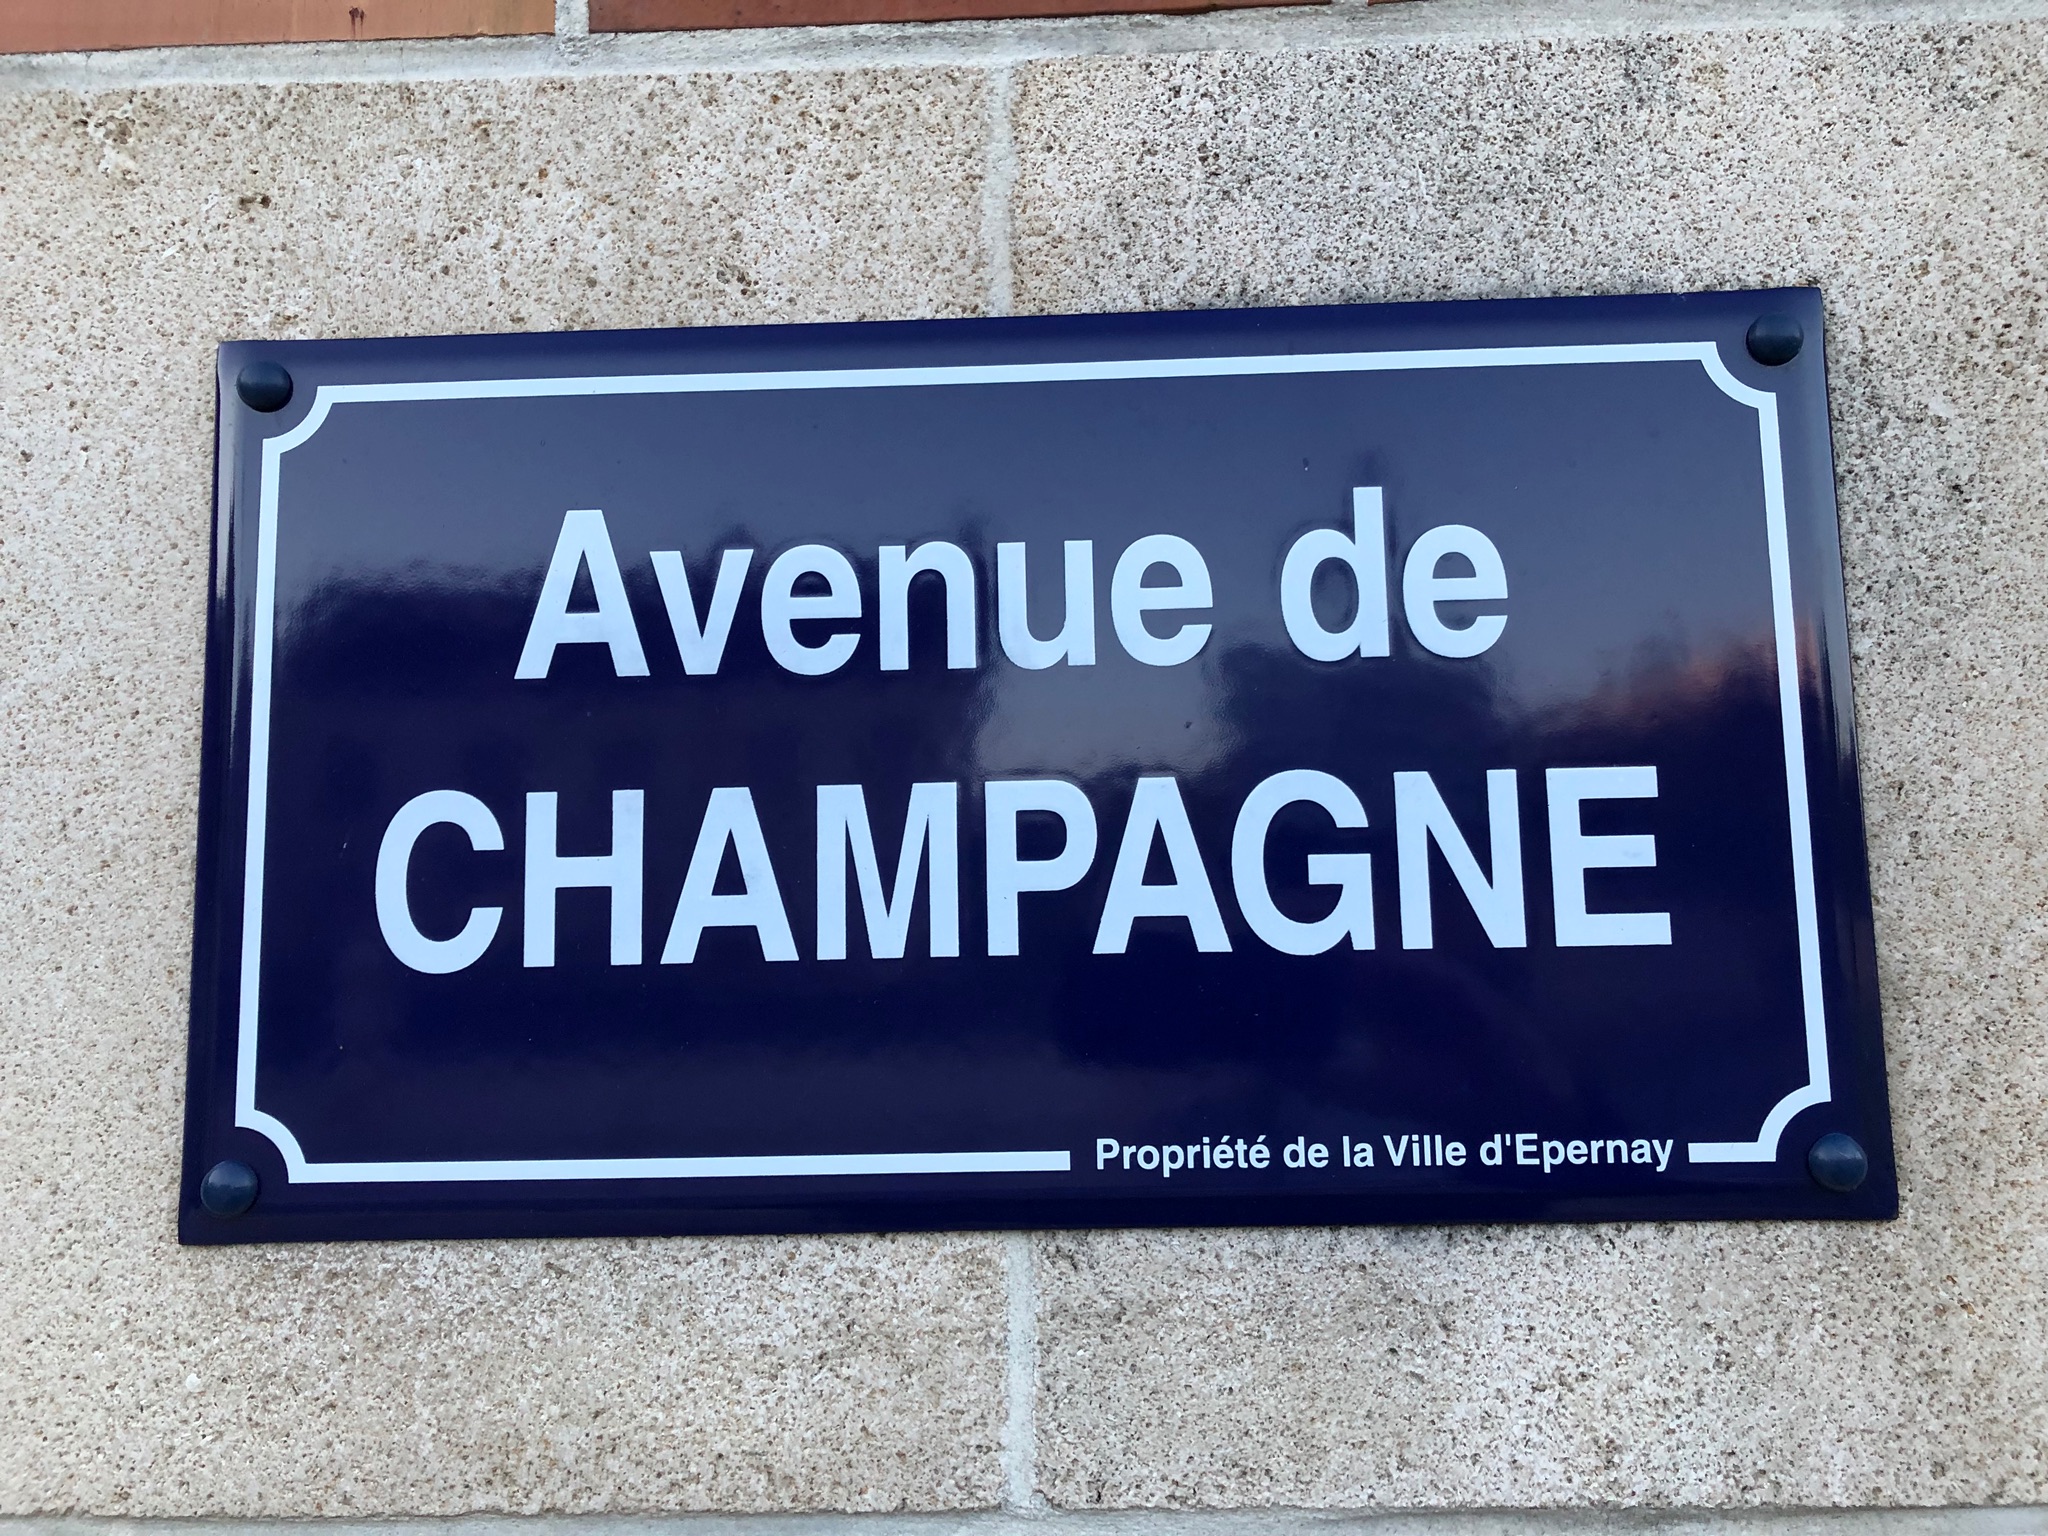 Avenue de
CHAMPAGNE
Propriété de la Ville d'Epernay